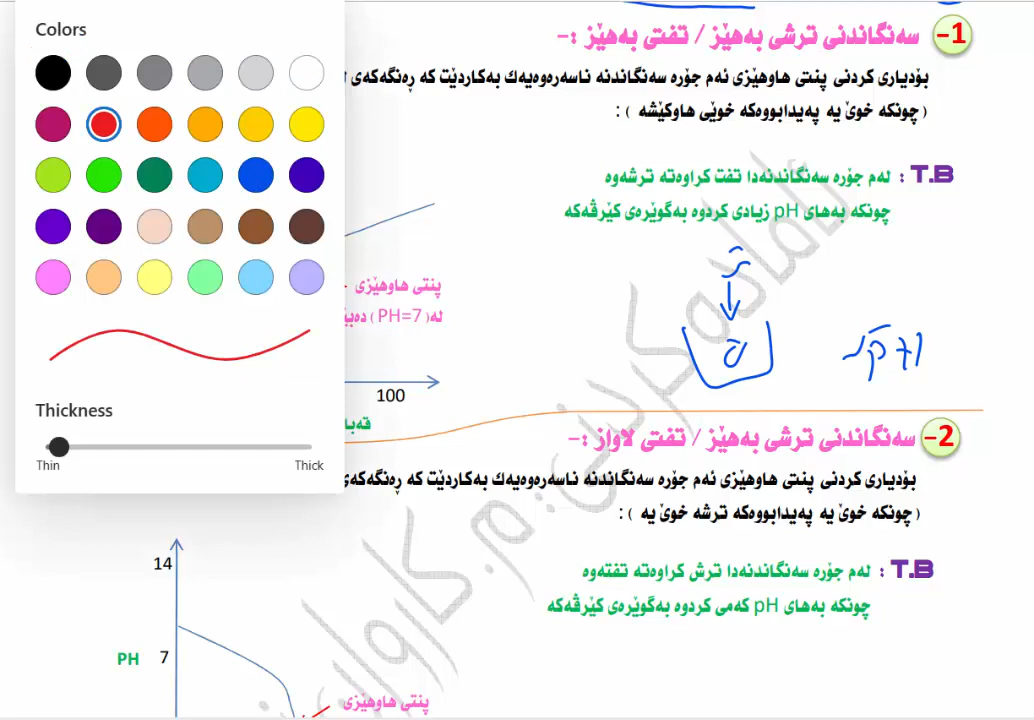 Colors
Thickness
Thin
Thick
1- سەنگاندنی ترشی بەهێز / تفتی بەهێز :-
بۆدیاری کردنی پنتی هاوهێزی ئەم جۆرە سەنگاندنە ناسەرەوەیەك بەکاردێت کە ڕەنگەکەی
( چونکە خوێ یە پەیدابووەکە خوێی هاوکێشە ) :
T.B : لەم جۆرە سەنگاندنەدا تفت کراوەتە ترشەوە
چونکە بەهای pH زیادی کردوە بەگوێرەی کێرڤەکە
پنتی هاوهێزی
لە( PH=7)
100
قەبا
2- سەنگاندنی ترشی بەهێز / تفتی لاواز :-
بۆدیاری کردنی پنتی هاوهێزی ئەم جۆرە سەنگاندنە ناسەرەوەیەك بەکاردێت کە ڕەنگەکەی
( چونکە خوێ یە پەیدابووەکە ترشە خوێ یە ) :
T.B : لەم جۆرە سەنگاندنەدا ترش کراوەتە تفتەوە
چونکە بەهای pH کەمی کردوە بەگوێرەی کێرڤەکە
14
PH 7
پنتی هاوهێزی